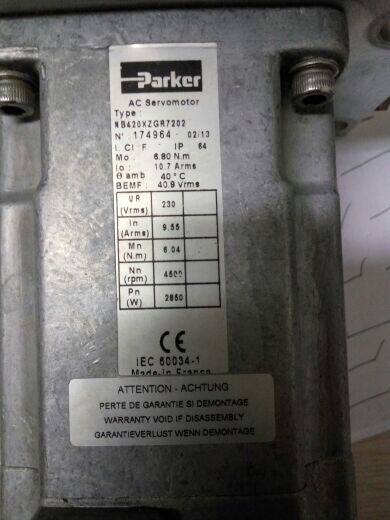 Parker
AC Servomotor
Type :
NB420XZGR7202
N° 174964 - 02/13
I. Cl F IP 64
Mo : 6.80 N.m
Io : 10.7 Arms
Θ amb 40 °C
BEMF : 40.9 Vrms
UR (Vrms) 230
In (Arms) 9.55
Mn (N.m) 6.04
Nn (rpm) 4500
Pn (W) 2850
CE
IEC 60034-1
Made in France
ATTENTION - ACHTUNG
PERTE DE GARANTIE SI DEMONTAGE
WARRANTY VOID IF DISASSEMBLY
GARANTIEVERLUST WENN DEMONTAGE